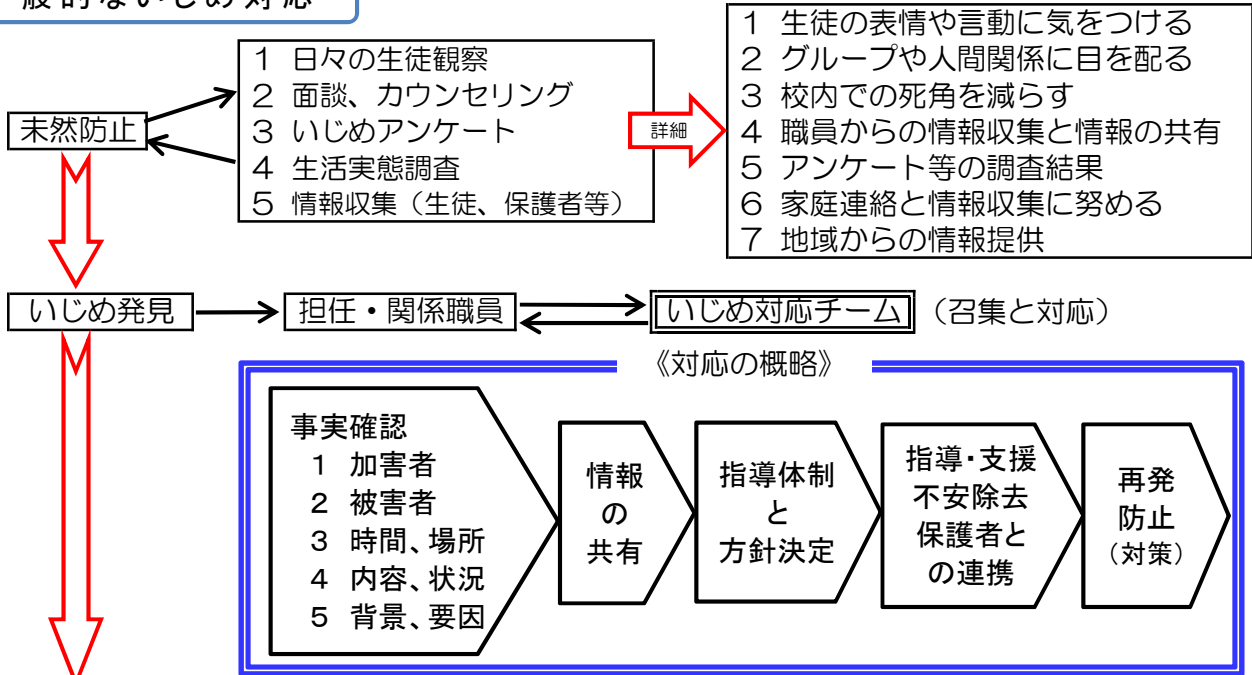 般的ないじめ対応
未然防止
１ 日々の生徒観察
２ 面談、カウンセリング
３ いじめアンケート
４ 生活実態調査
５ 情報収集（生徒、保護者等）
詳細
１ 生徒の表情や言動に気をつける
２ グループや人間関係に目を配る
３ 校内での死角を減らす
４ 職員からの情報収集と情報の共有
５ アンケート等の調査結果
６ 家庭連絡と情報収集に努める
７ 地域からの情報提供
いじめ発見
担任・関係職員
いじめ対応チーム
（召集と対応）
《対応の概略》
事実確認
１ 加害者
２ 被害者
３ 時間、場所
４ 内容、状況
５ 背景、要因
情報
の
共有
指導体制
と
方針決定
指導・支援
不安除去
保護者と
の連携
再発
防止
（対策）